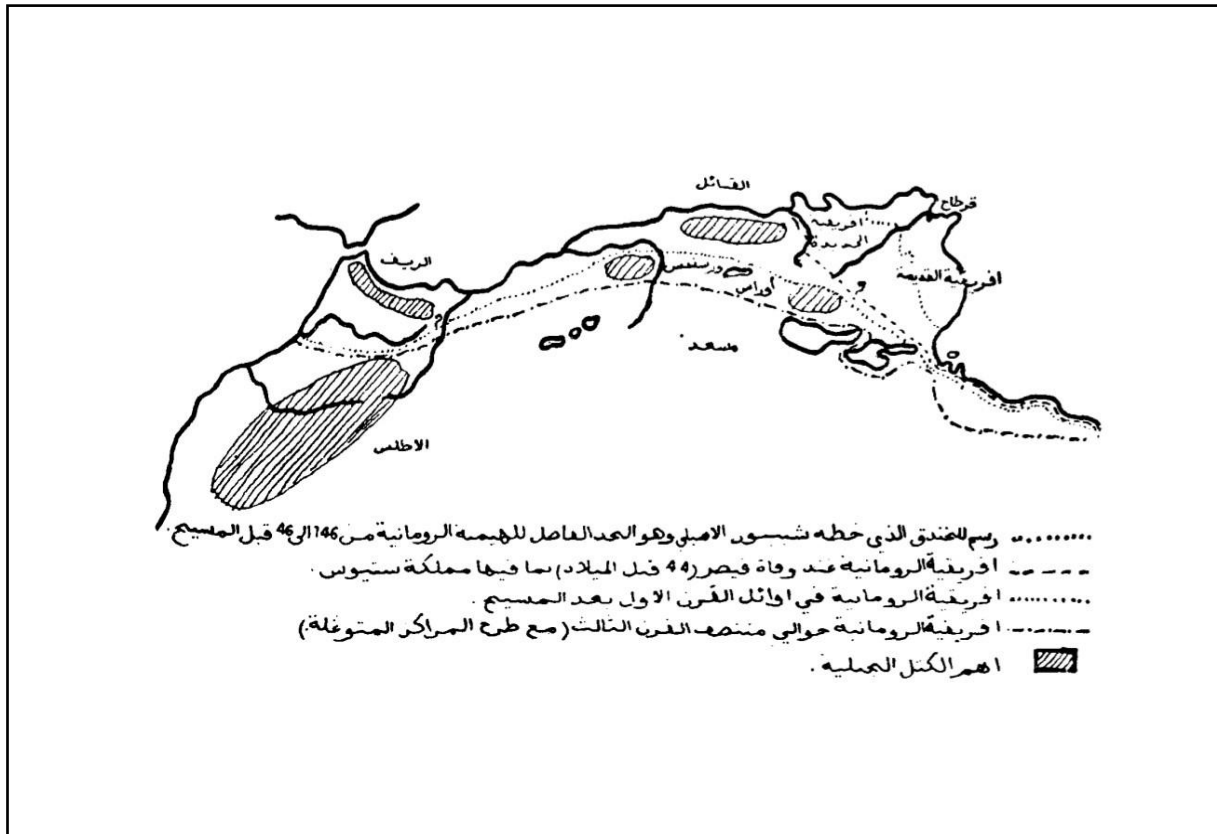 القبائل
قرطاج
افريقية
الجديدة
الريف
ورسنيس
افريقية القديمة
أوراس
؟
؟
مسعد
الاطلس
رسم للخندق الذي خطه شيبيون الاميلي وهو الحد الفاصل للهيمنة الرومانية من 146 الى 46 قبل المسيح.
افريقية الرومانية عند وفاة قيصر (44 قبل الميلاد) بما فيها مملكة ستيوس.
افريقية الرومانية في اوائل القرن الاول بعد المسيح.
افريقية الرومانية حوالي منتصف القرن الثالث (مع طرح المراكز المتوغلة.)
اهم الكتل الجبلية.